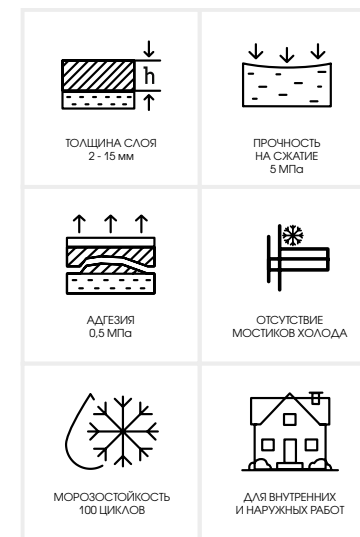 h
ТОЛЩИНА СЛОЯ
2 - 15 мм
ПРОЧНОСТЬ
НА СЖАТИЕ
5 МПа
АДГЕЗИЯ
0,5 МПа
ОТСУТСТВИЕ
МОСТИКОВ ХОЛОДА
МОРОЗОСТОЙКОСТЬ
100 ЦИКЛОВ
ДЛЯ ВНУТРЕННИХ
И НАРУЖНЫХ РАБОТ